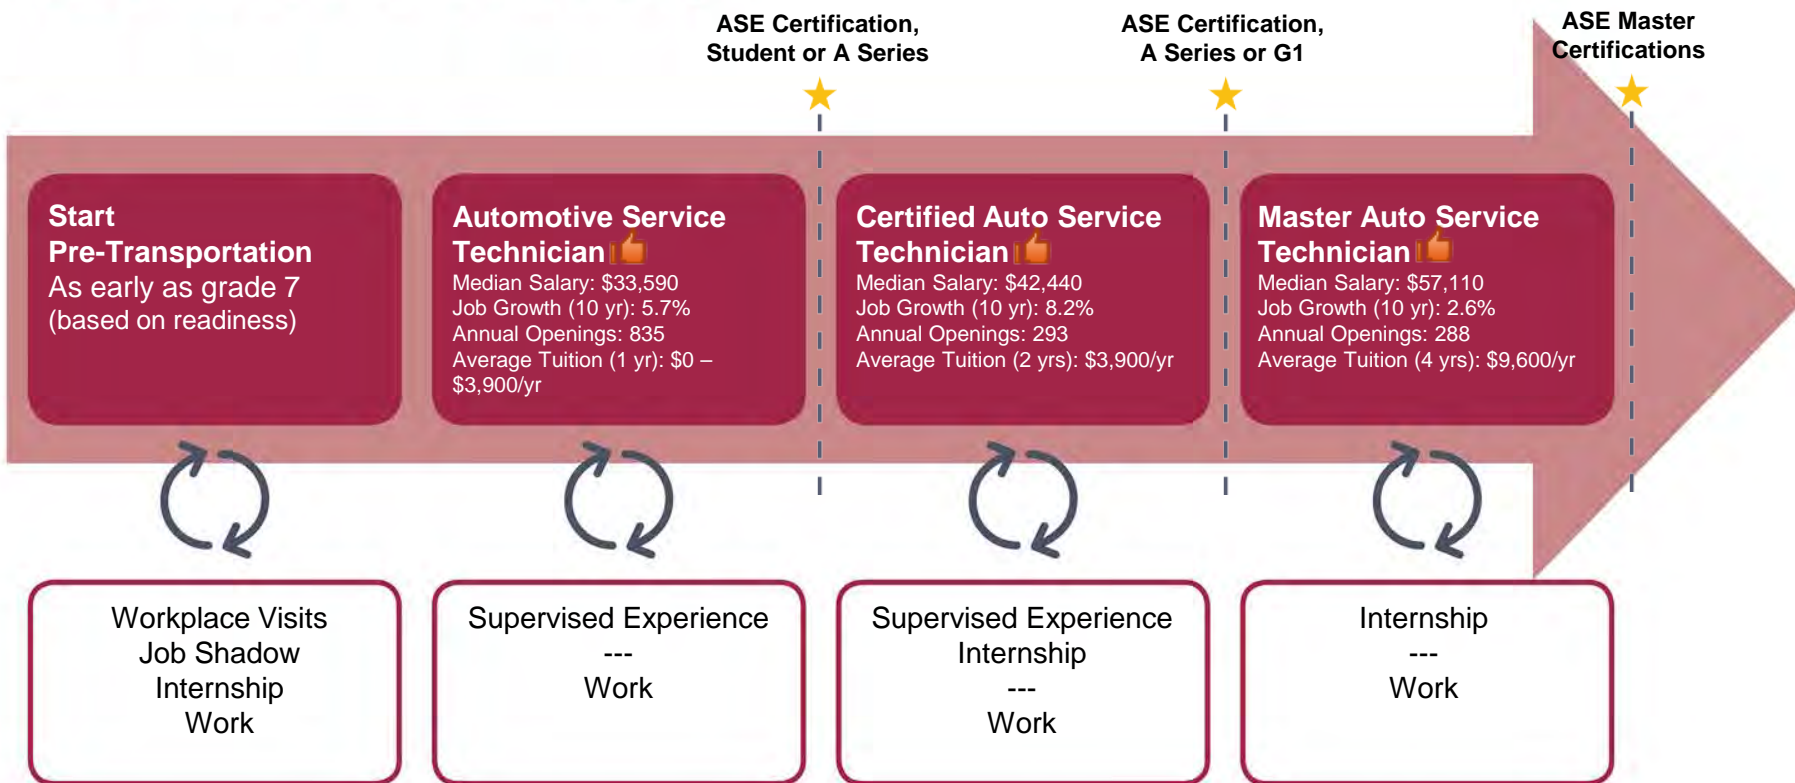 ASE Certification,
Student or A Series
ASE Certification,
A Series or G1
ASE Master
Certifications
Start
Pre-Transportation
As early as grade 7
(based on readiness)
Automotive Service
Technician
Median Salary: $33,590
Job Growth (10 yr): 5.7%
Annual Openings: 835
Average Tuition (1 yr): $0 –
$3,900/yr
Certified Auto Service
Technician
Median Salary: $42,440
Job Growth (10 yr): 8.2%
Annual Openings: 293
Average Tuition (2 yrs): $3,900/yr
Master Auto Service
Technician
Median Salary: $57,110
Job Growth (10 yr): 2.6%
Annual Openings: 288
Average Tuition (4 yrs): $9,600/yr
Workplace Visits
Job Shadow
Internship
Work
Supervised Experience
---
Work
Supervised Experience
Internship
---
Work
Internship
---
Work